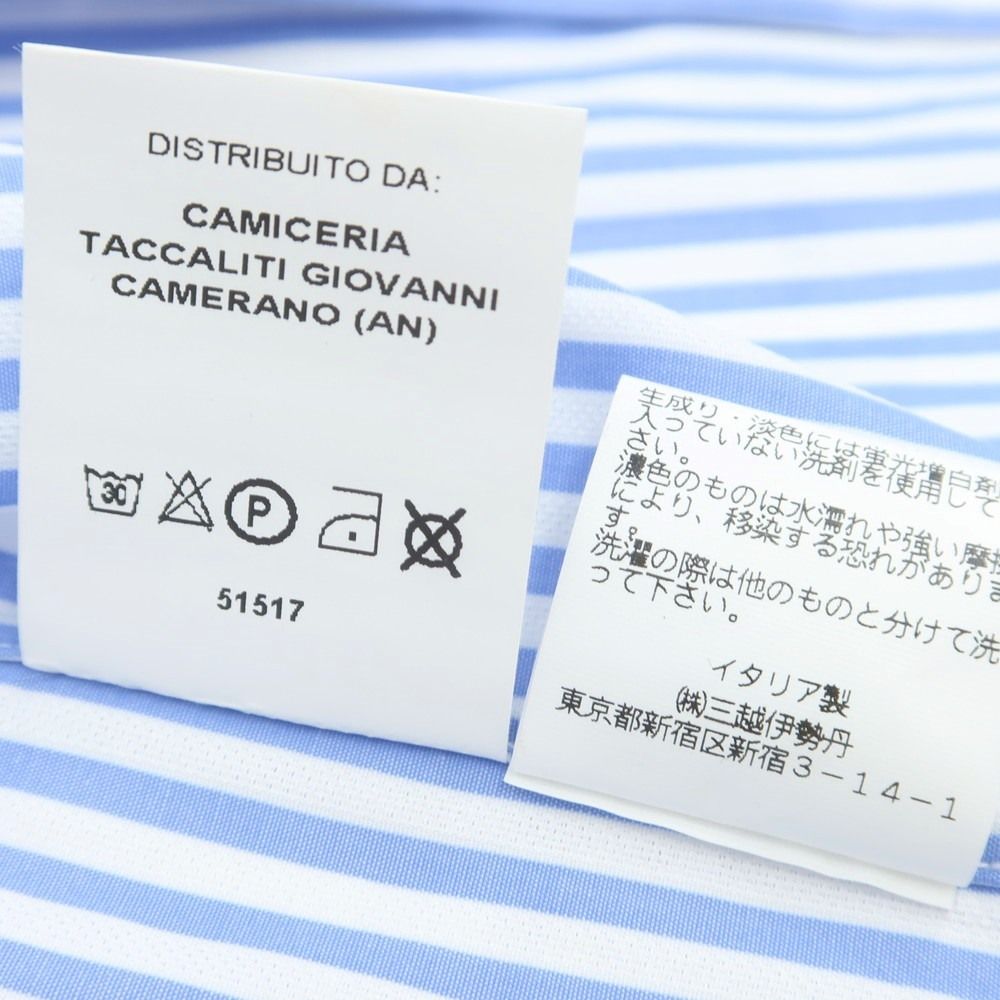 DISTRIBUITO DA:
CAMICERIA
TACCALITI GIOVANNI
CAMERANO (AN)
30
P
51517
生成り・淡色には蛍光増白剤
入っていない洗剤を使用して
さい。
濃色のものは水濡れや強い摩擦
により、移染する恐れがありま
す。
洗濯の際は他のものと分けて洗
って下さい。
イタリア製
㈱三越伊勢丹
東京都新宿区新宿3-14-1